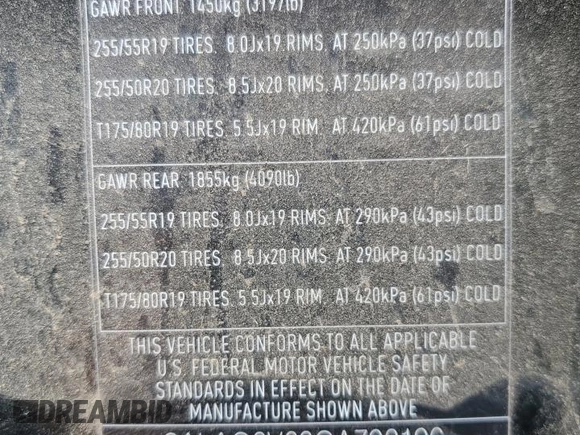 GAWR FRONT 1450kg (3197lb)
255/55R19 TIRES. 8.0Jx19 RIMS. AT 250kPa (37psi) COLD
255/50R20 TIRES. 8.5Jx20 RIMS. AT 250kPa (37psi) COLD
T175/80R19 TIRES. 5.5Jx19 RIM. AT 420kPa (61psi) COLD
GAWR REAR 1855kg (4090lb)
255/55R19 TIRES. 8.0Jx19 RIMS. AT 290kPa (43psi) COLD
255/50R20 TIRES. 8.5Jx20 RIMS. AT 290kPa (43psi) COLD
T175/80R19 TIRES. 5.5Jx19 RIM. AT 420kPa (61psi) COLD
THIS VEHICLE CONFORMS TO ALL APPLICABLE
U.S. FEDERAL MOTOR VEHICLE SAFETY
STANDARDS IN EFFECT ON THE DATE OF
MANUFACTURE SHOWN ABOVE
DREAMBID